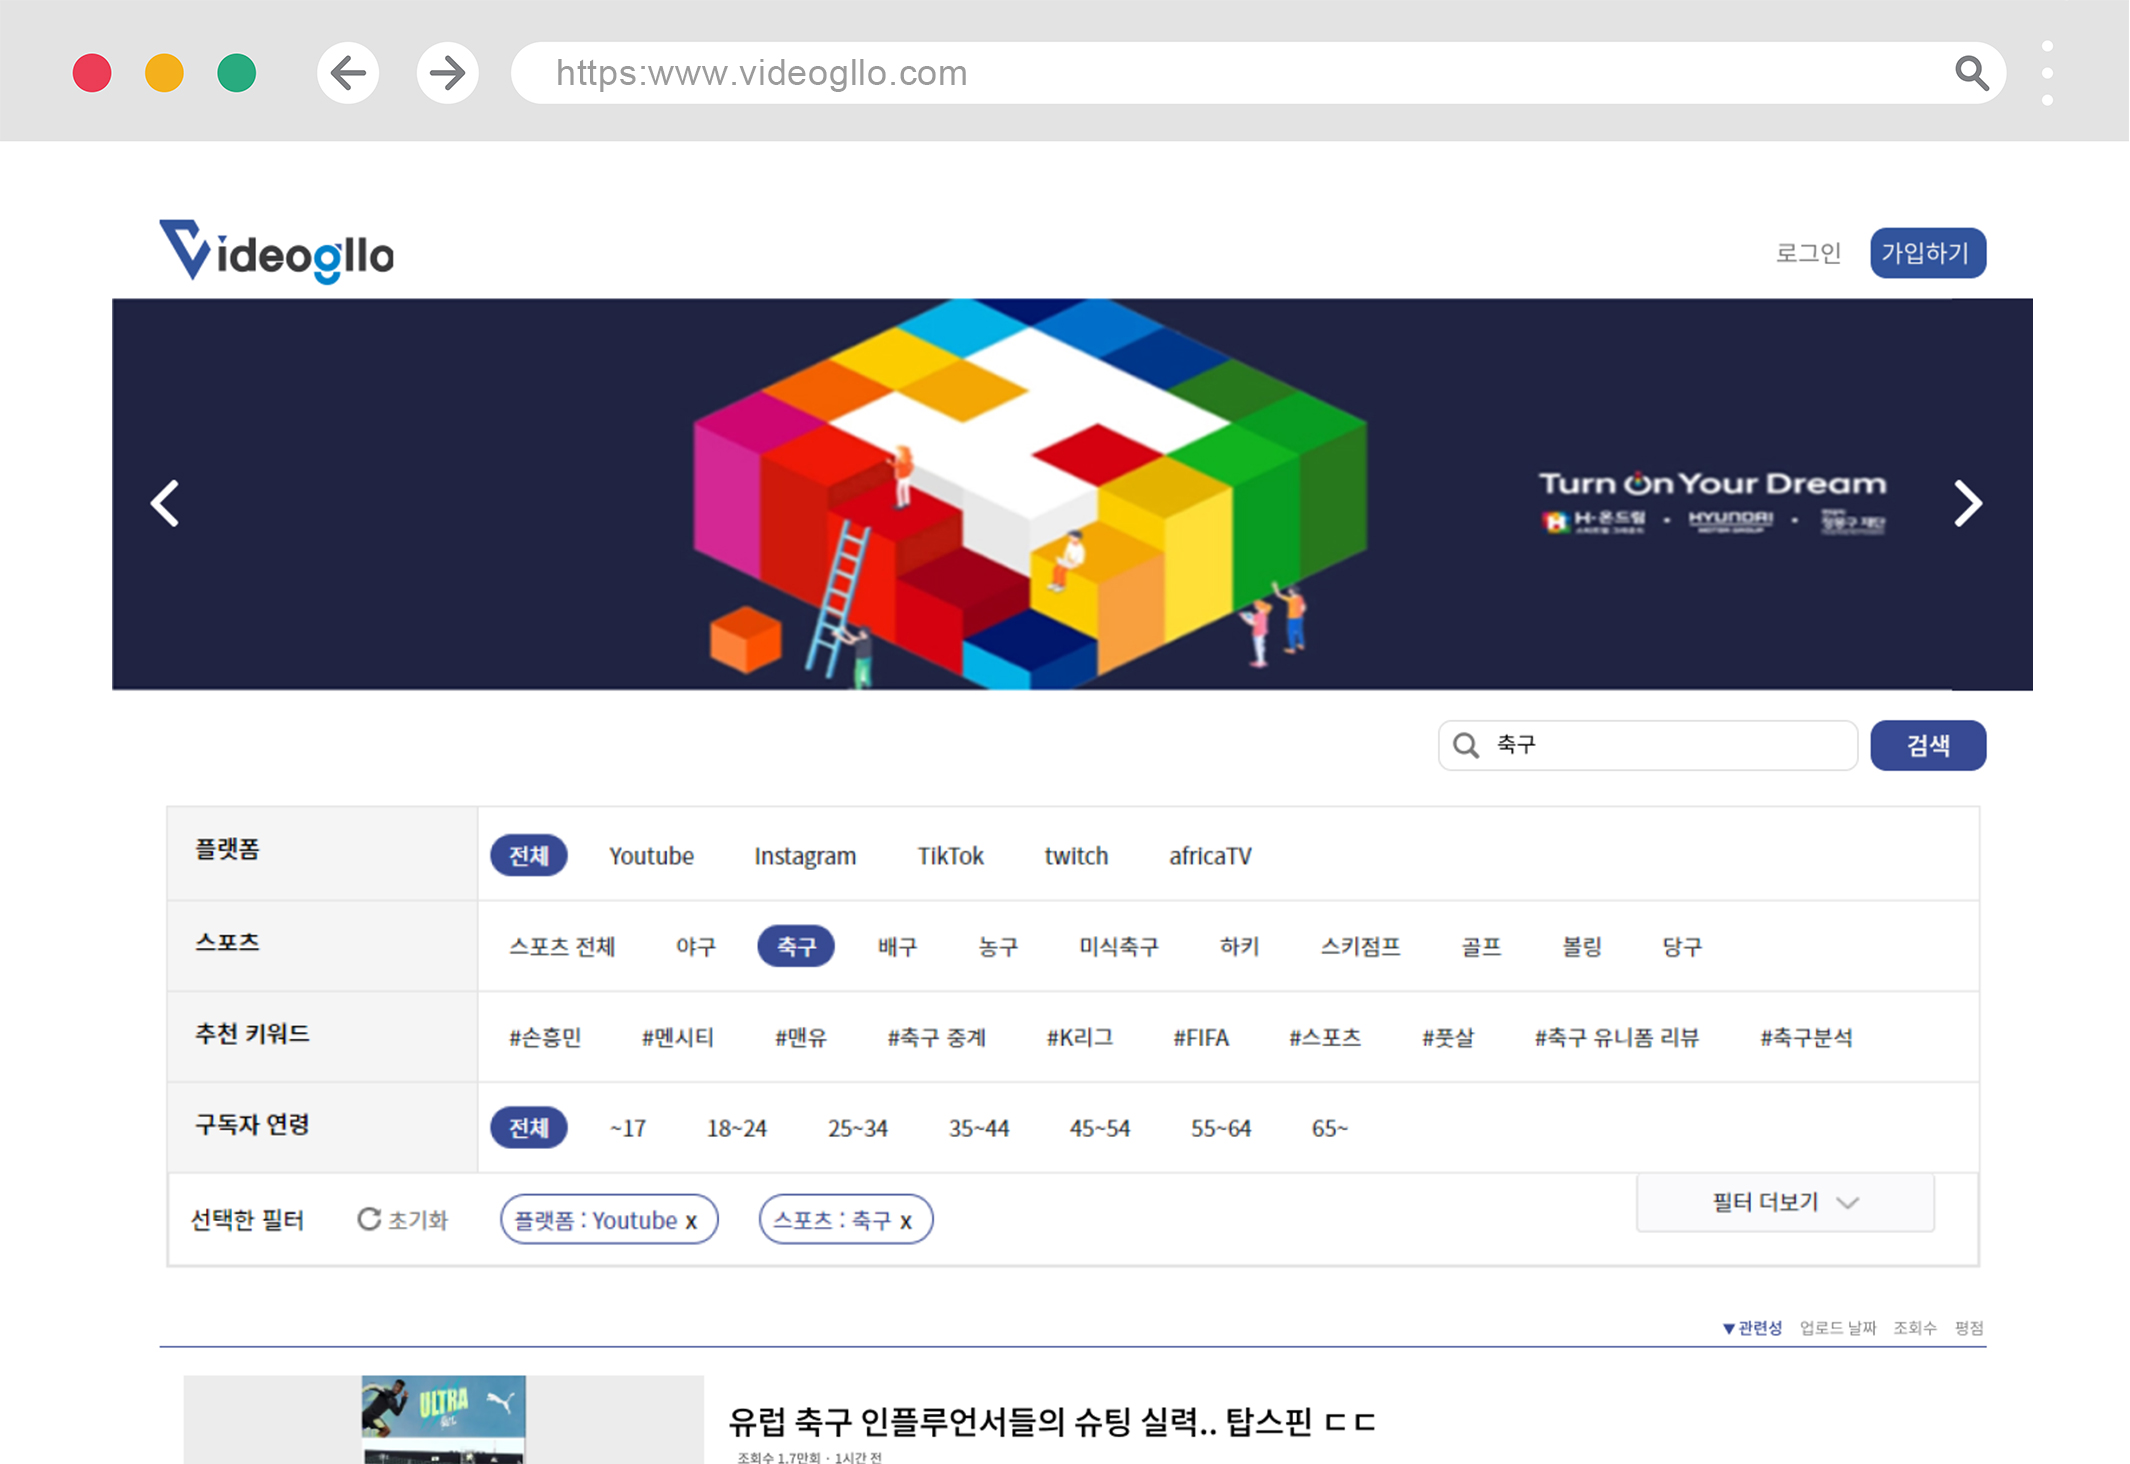 https:www.videogllo.com
Videogllo
로그인 가입하기
Turn On Your Dream
H-온드림 · HYUNDAI · 정몽구 재단
MOTOR GROUP
축구 검색
플랫폼 전체 Youtube Instagram TikTok twitch africaTV
스포츠 스포츠 전체 야구 축구 배구 농구 미식축구 하키 스키점프 골프 볼링 당구
추천 키워드 #손흥민 #멘시티 #맨유 #축구 중계 #K리그 #FIFA #스포츠 #풋살 #축구 유니폼 리뷰 #축구분석
구독자 연령 전체 ~17 18~24 25~34 35~44 45~54 55~64 65~
선택한 필터 초기화 플랫폼 : Youtube x 스포츠 : 축구 x 필터 더보기
▼관련성 업로드 날짜 조회수 평점
ULTRA
유럽 축구 인플루언서들의 슈팅 실력.. 탑스핀 ㄷㄷ
조회수 1.7만회 · 1시간 전